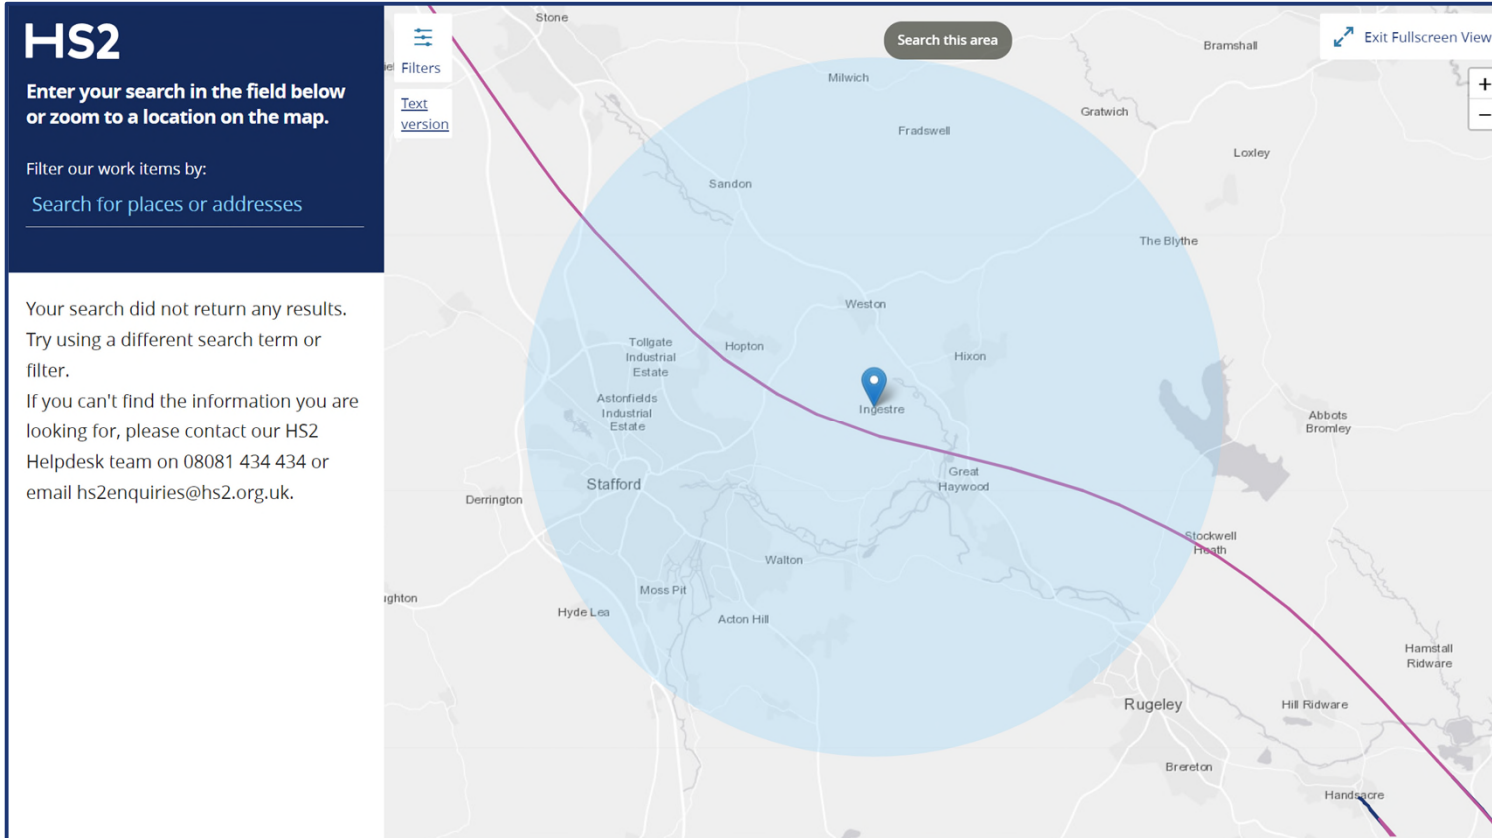 HS2
Enter your search in the field below
or zoom to a location on the map.
Filter our work items by:
Search for places or addresses
Your search did not return any results.
Try using a different search term or
filter.
If you can't find the information you are
looking for, please contact our HS2
Helpdesk team on 08081 434 434 or
email hs2enquiries@hs2.org.uk.
Filters
Text
version
Search this area
Exit Fullscreen View
+
−
Stone
Bramshall
Milwich
Gratwich
Fradswell
Loxley
Sandon
The Blythe
Weston
Tollgate
Industrial
Estate
Hopton
Hixon
Astonfields
Industrial
Estate
Ingestre
Abbots
Bromley
Great
Haywood
Stafford
Derrington
Stockwell
Heath
Walton
Moss Pit
ughton
Hyde Lea
Acton Hill
Hamstall
Ridware
Rugeley
Hill Ridware
Brereton
Handsacre